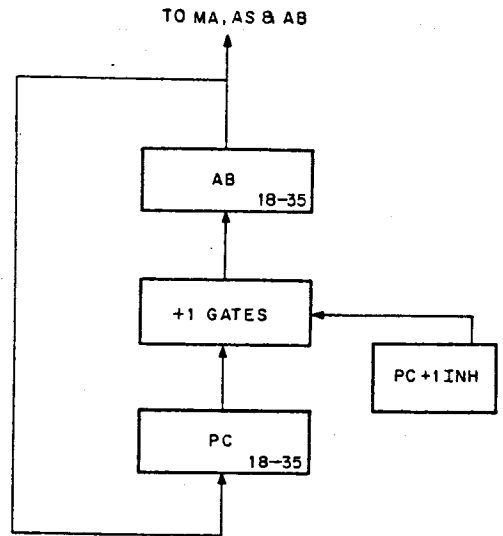 TO MA, AS & AB
AB
18-35
+1 GATES
PC +1 INH
PC
18-35